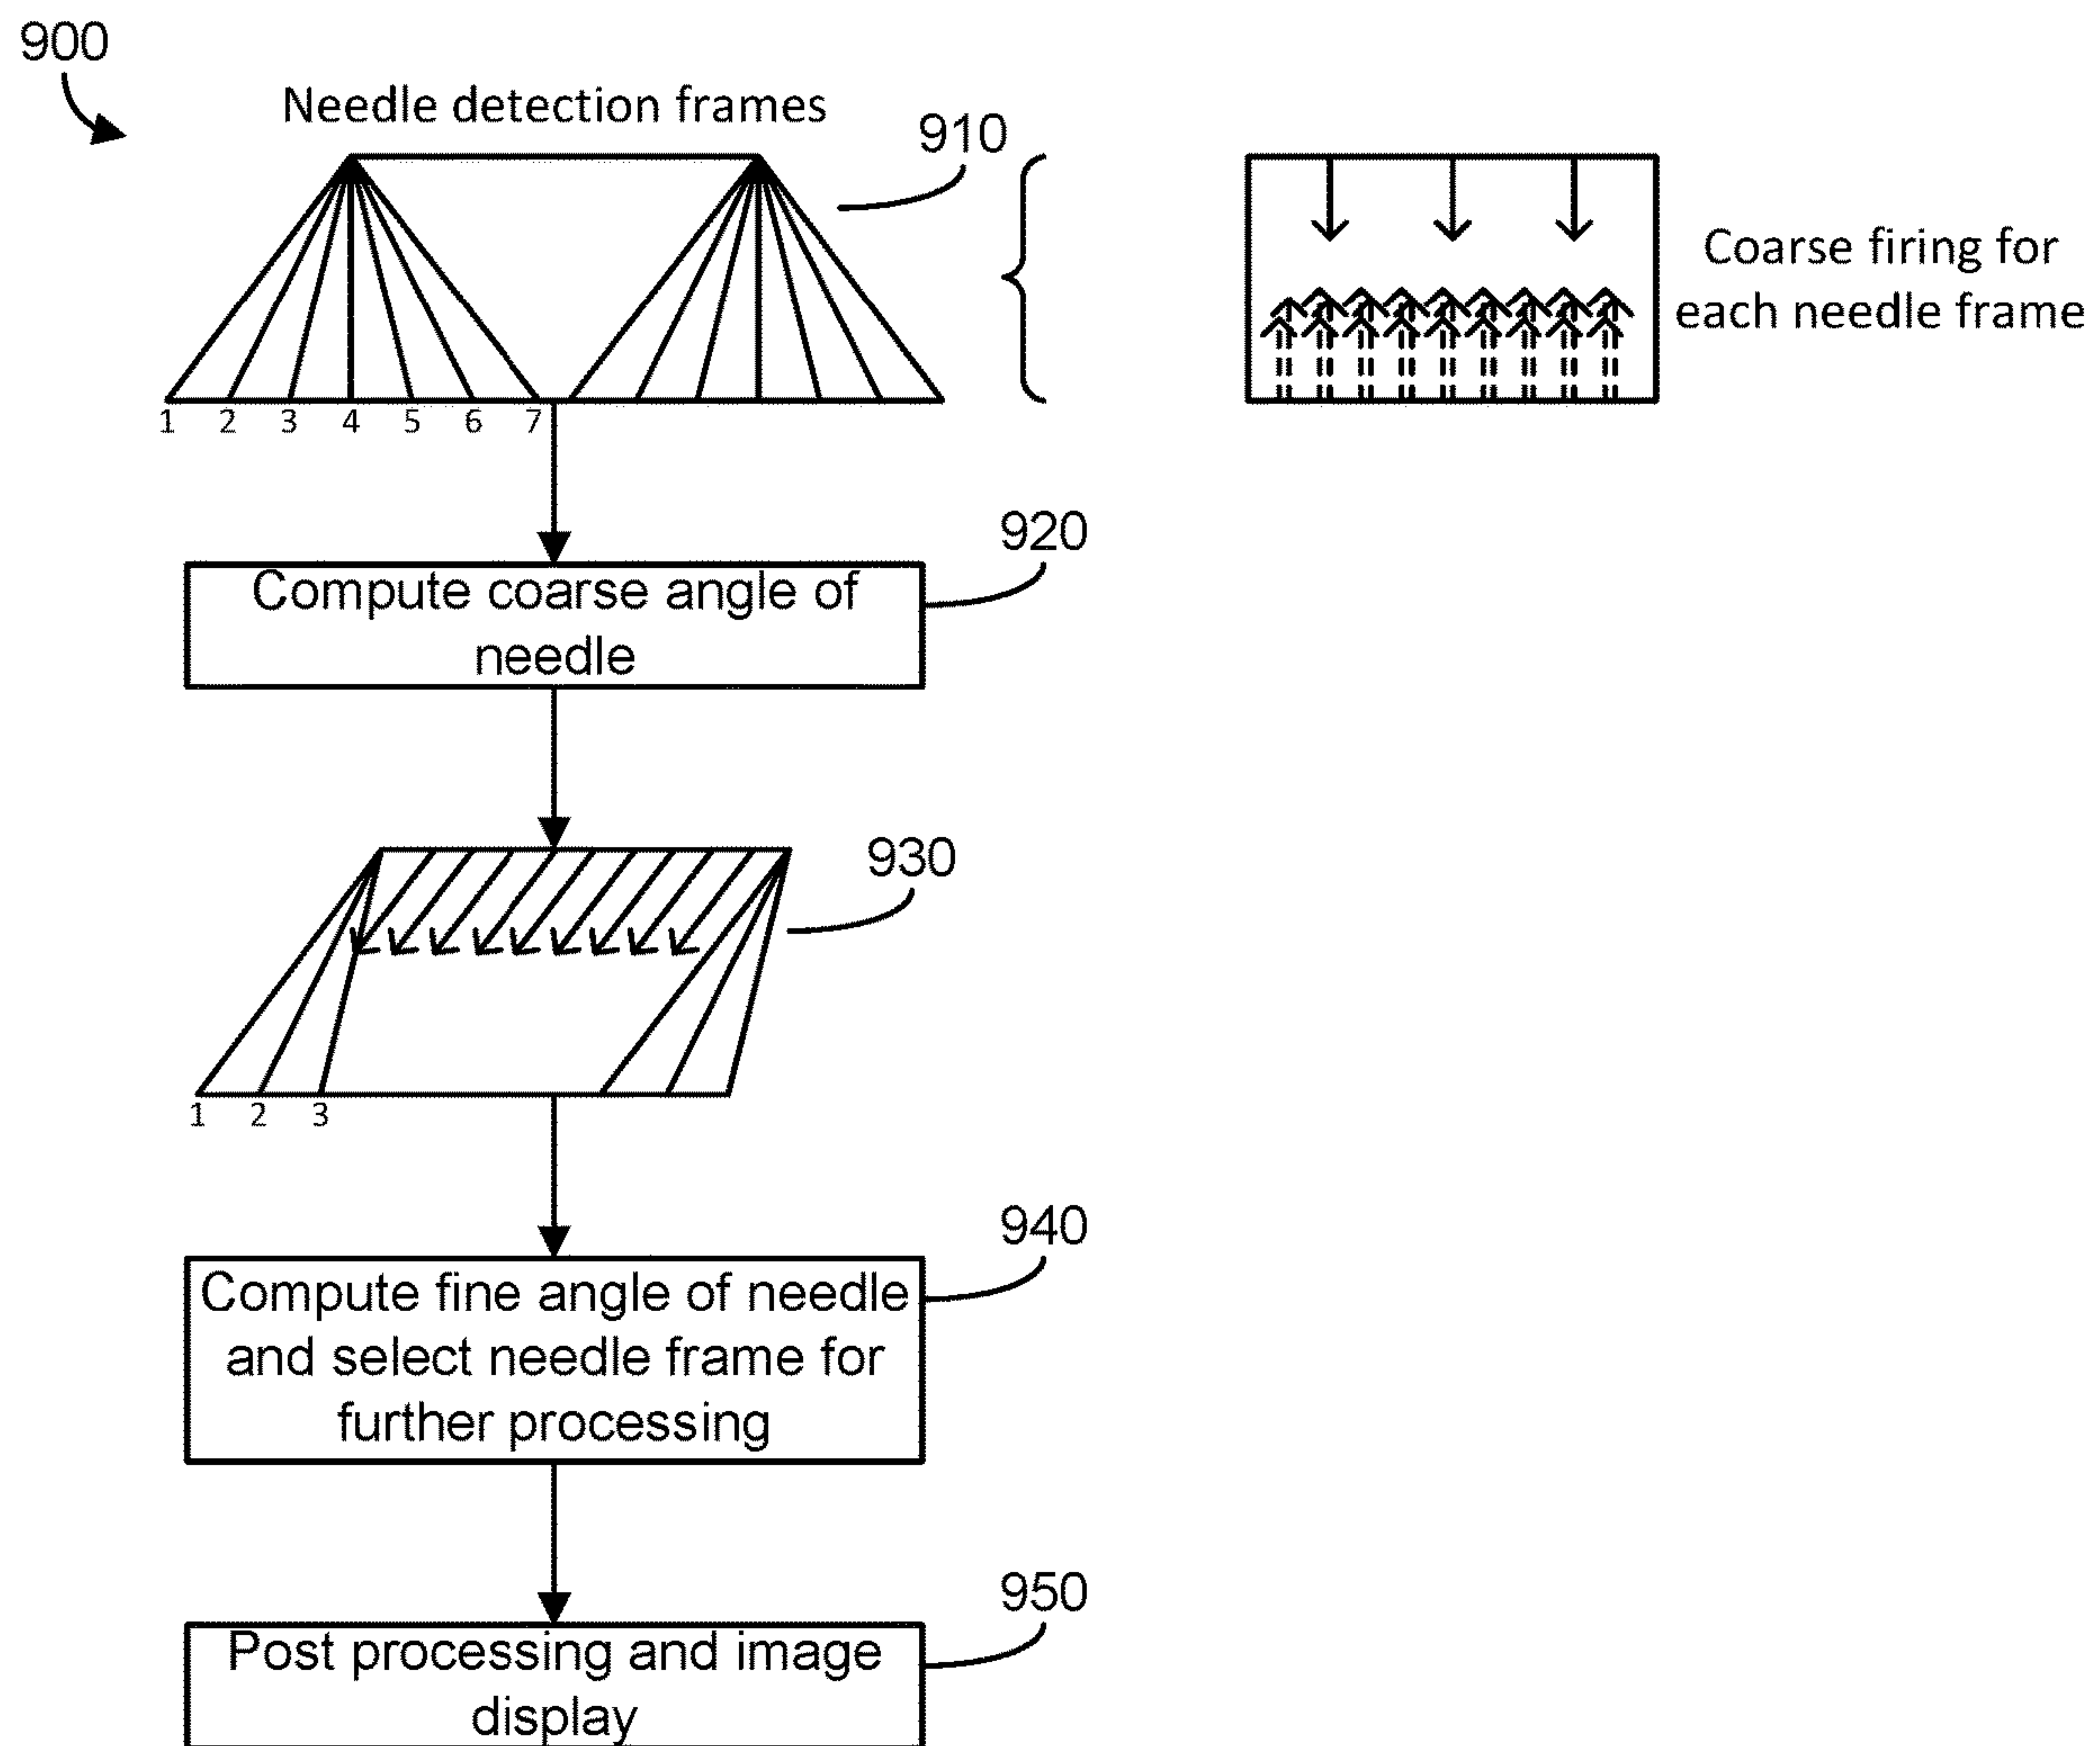 900
Needle detection frames
910
Coarse firing for
each needle frame
1 2 3 4 5 6 7
920
Compute coarse angle of
needle
930
1 2 3
940
Compute fine angle of needle
and select needle frame for
further processing
950
Post processing and image
display